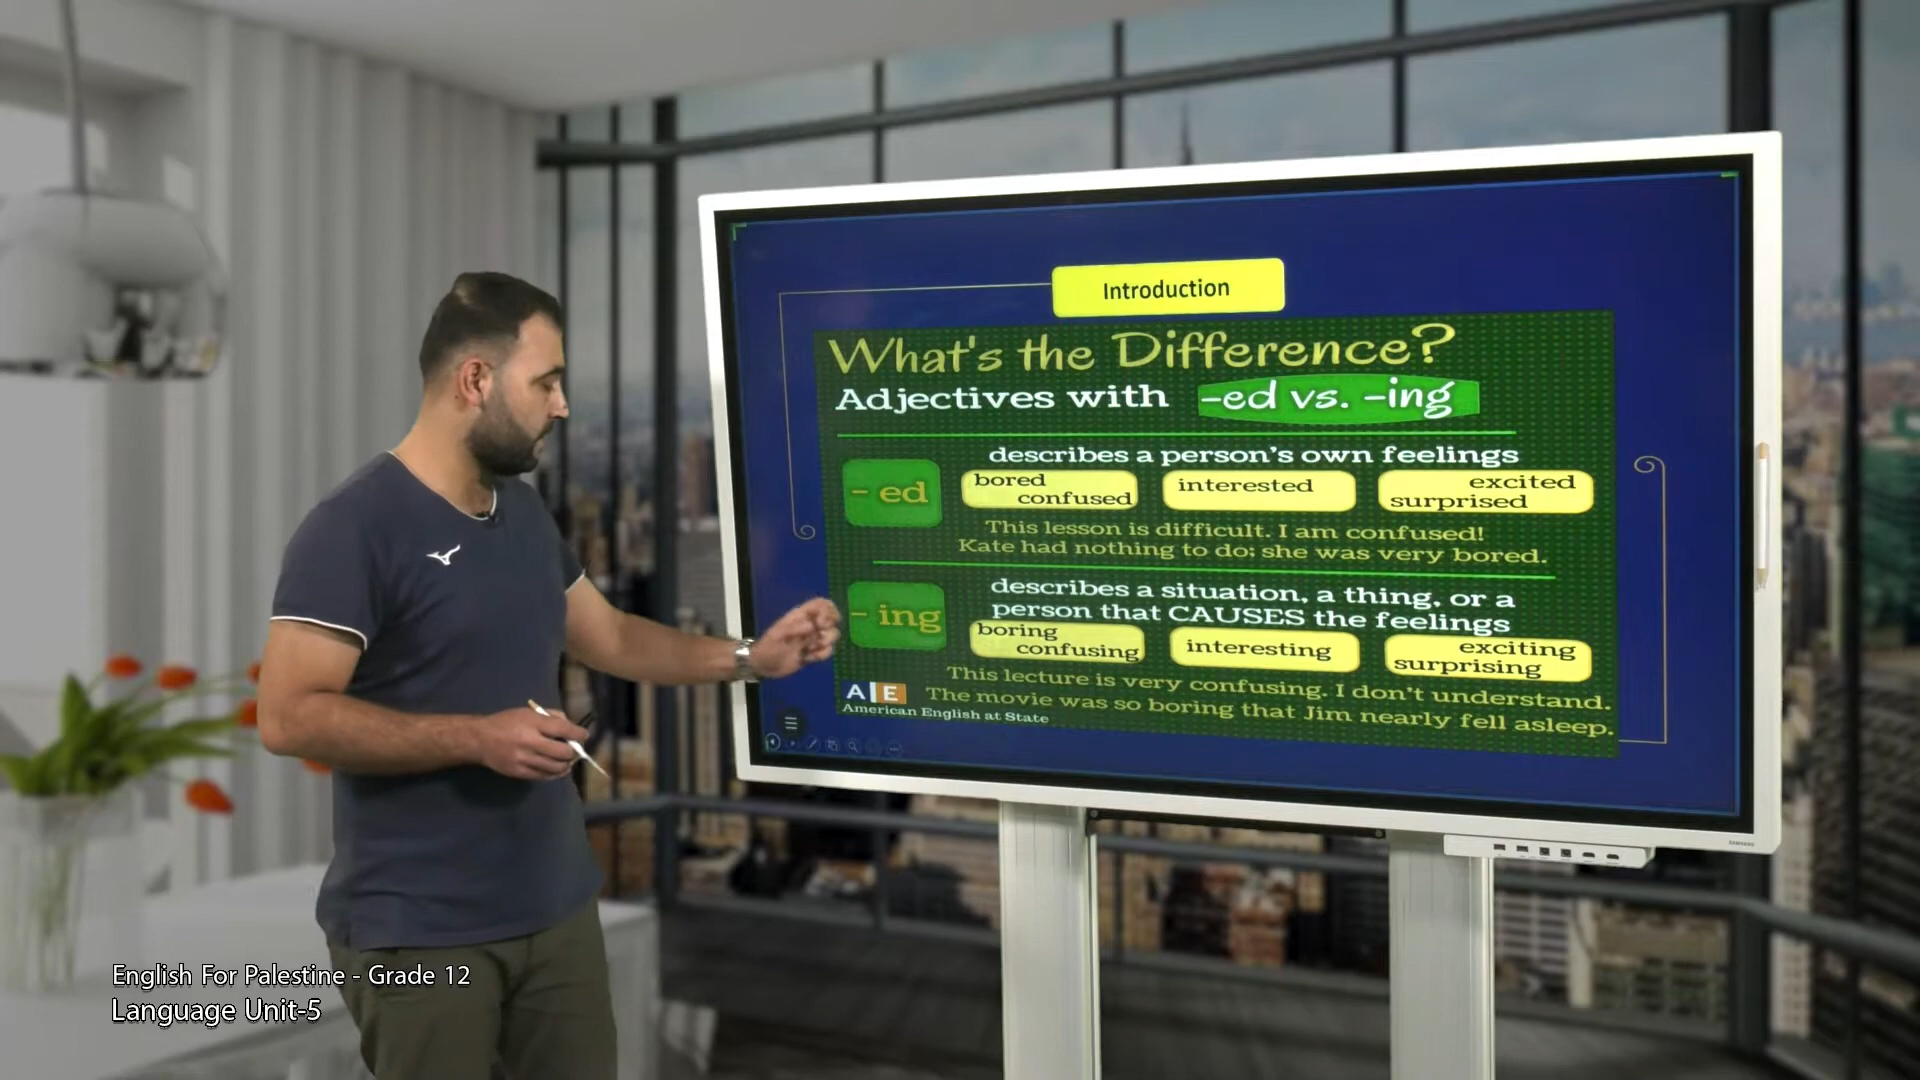 Introduction
What's the Difference?
Adjectives with -ed vs. -ing
describes a person's own feelings
- ed
bored
confused
interested
excited
surprised
This lesson is difficult. I am confused!
Kate had nothing to do; she was very bored.
describes a situation, a thing, or a
person that CAUSES the feelings
- ing
boring
confusing
interesting
exciting
surprising
This lecture is very confusing. I don't understand.
The movie was so boring that Jim nearly fell asleep.
A E
American English at State
SAMSUNG
English For Palestine - Grade 12
Language Unit-5